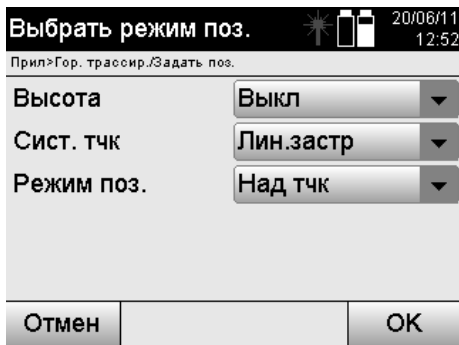 Выбрать режим поз.
20/06/11
12:52
Прил>Гор. трассир./Задать поз.
Высота Выкл
Сист. тчк Лин.застр
Режим поз. Над тчк
Отмен OK